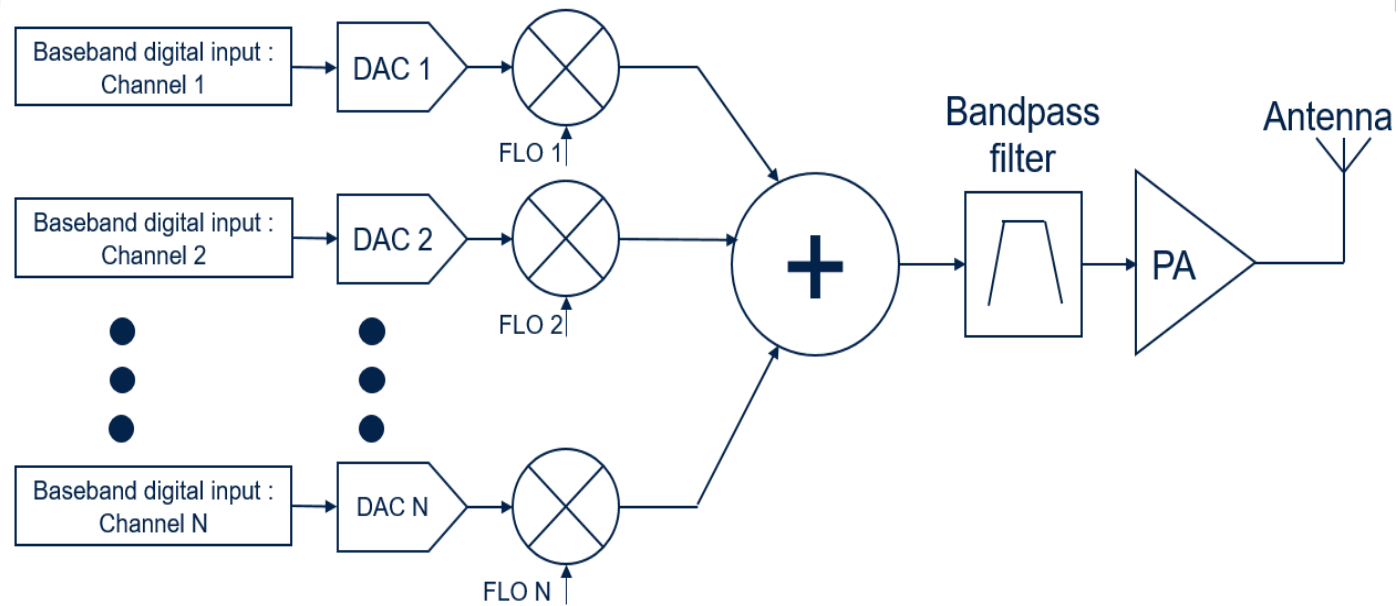 Baseband digital input :
Channel 1
DAC 1
FLO 1
Bandpass
filter
Antenna
Baseband digital input :
Channel 2
DAC 2
FLO 2
+
PA
Baseband digital input :
Channel N
DAC N
FLO N